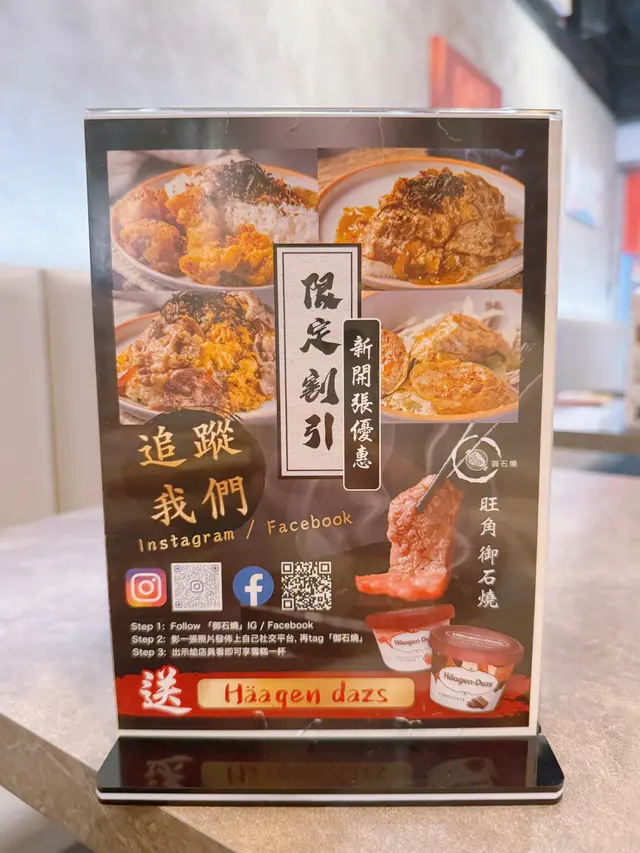 限定割引
新開張優惠
追蹤
我們
Instagram / Facebook
御石燒
旺角御石燒
Step 1: Follow 「御石燒」IG / Facebook
Step 2: 影一張照片發佈上自己社交平台, 再tag「御石燒」
Step 3: 出示給店員看即可享雪糕一杯
送
Häagen dazs
Häagen-Dazs
Häagen-Dazs
CHOCOLATE